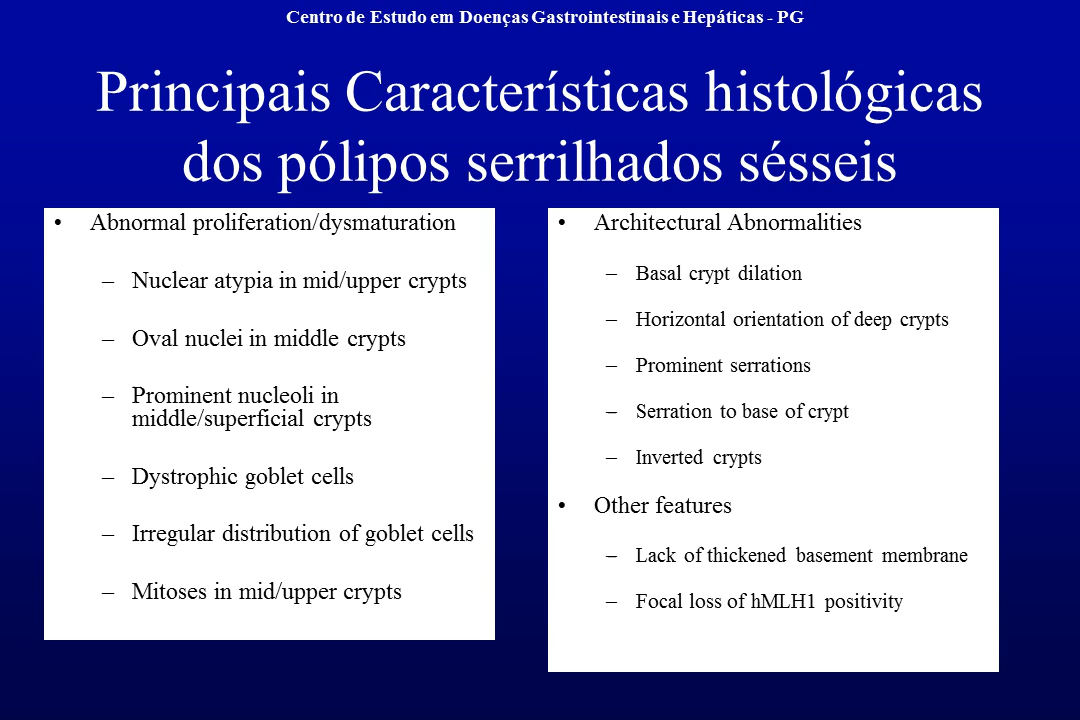 Centro de Estudo em Doenças Gastrointestinais e Hepáticas - PG
Principais Características histológicas
dos pólipos serrilhados sésseis
• Abnormal proliferation/dysmaturation
– Nuclear atypia in mid/upper crypts
– Oval nuclei in middle crypts
– Prominent nucleoli in
middle/superficial crypts
– Dystrophic goblet cells
– Irregular distribution of goblet cells
– Mitoses in mid/upper crypts
• Architectural Abnormalities
– Basal crypt dilation
– Horizontal orientation of deep crypts
– Prominent serrations
– Serration to base of crypt
– Inverted crypts
• Other features
– Lack of thickened basement membrane
– Focal loss of hMLH1 positivity